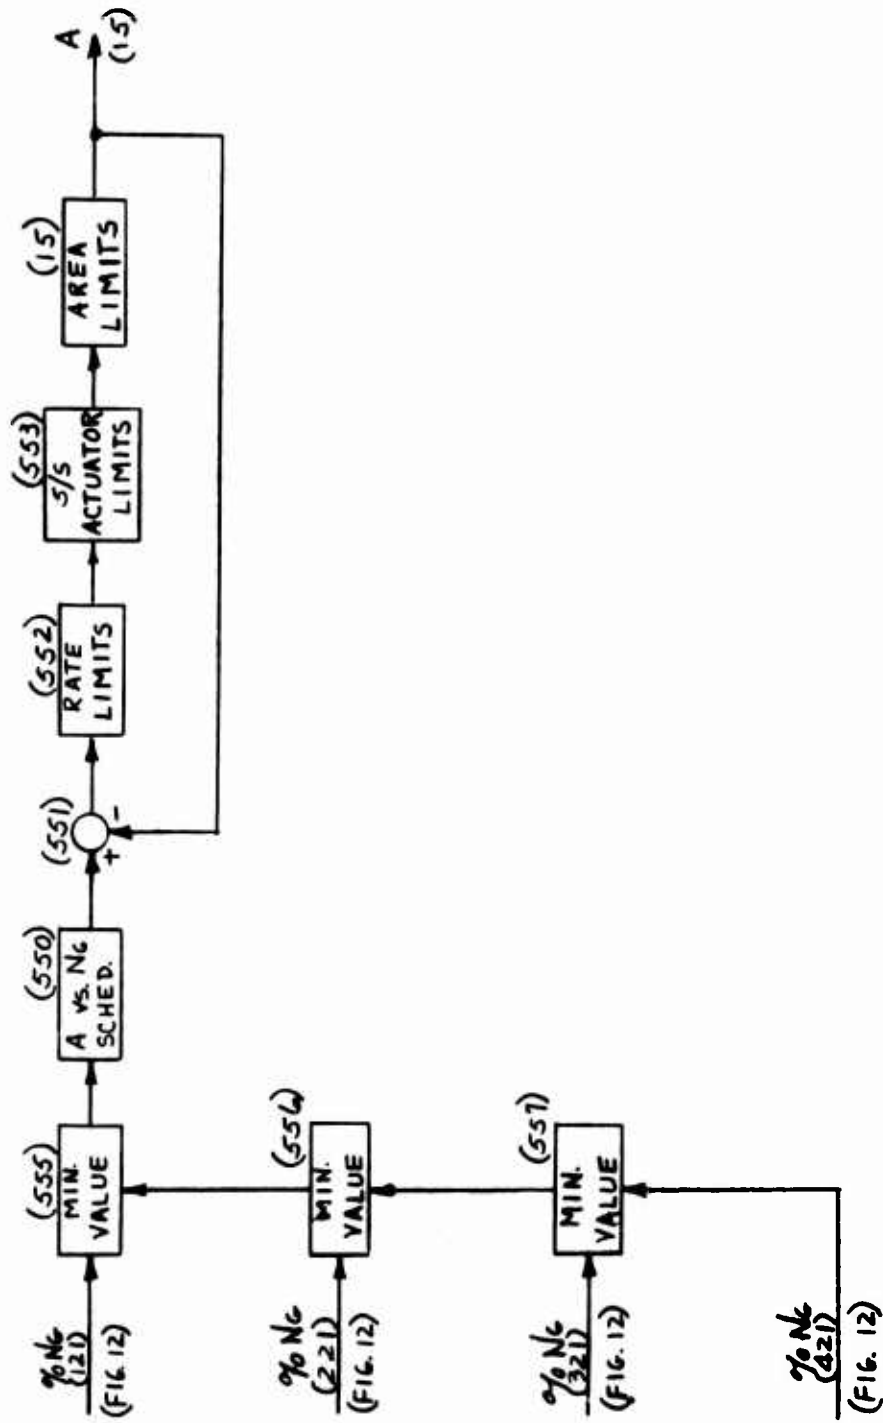 %NG
(121)
(FIG. 12)
(555)
MIN.
VALUE
(550)
A vs. NG
SCHED.
(551)
+
-
(552)
RATE
LIMITS
(553)
S/S
ACTUATOR
LIMITS
(15)
AREA
LIMITS
A
(15)
%NG
(221)
(FIG. 12)
(556)
MIN.
VALUE
%NG
(321)
(FIG. 12)
(557)
MIN.
VALUE
%NG
(421)
(FIG. 12)